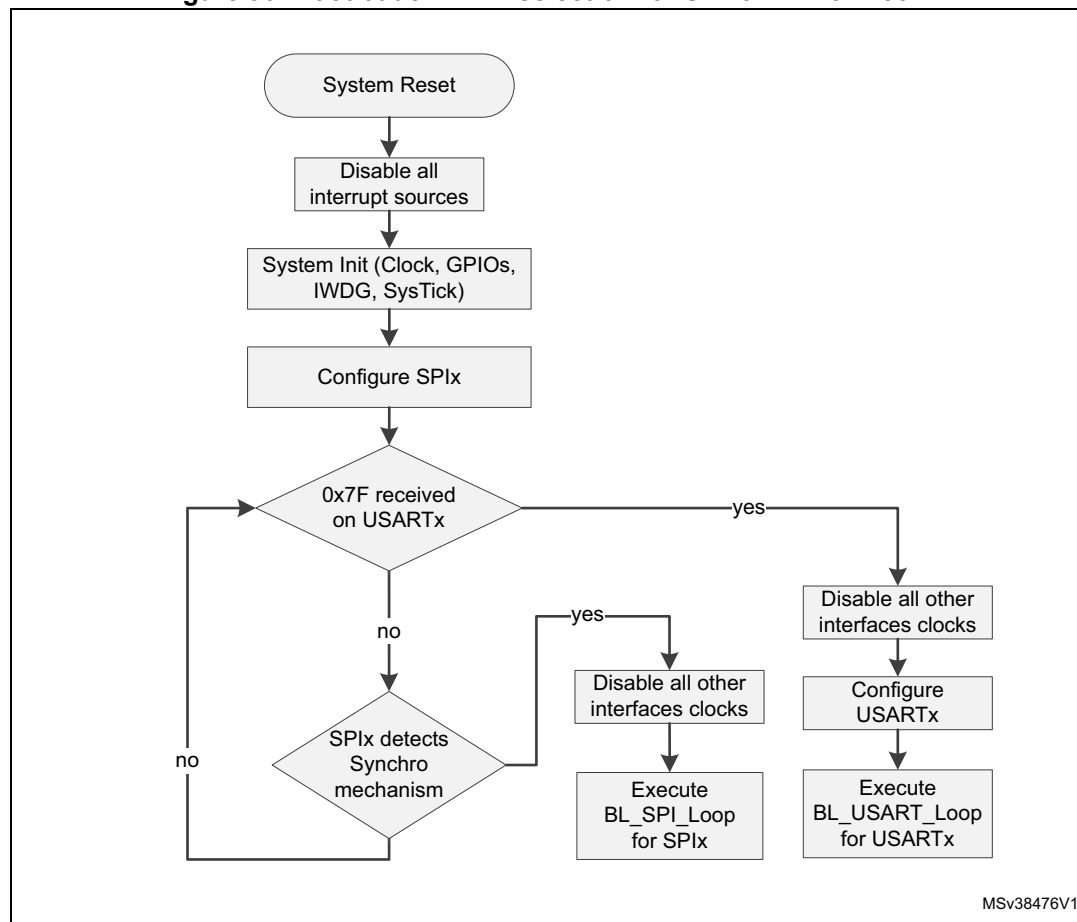 System Reset
Disable all
interrupt sources
System Init (Clock, GPIOs,
IWDG, SysTick)
Configure SPIx
0x7F received
on USARTx
yes
Disable all other
interfaces clocks
Configure
USARTx
Execute
BL_USART_Loop
for USARTx
no
yes
Disable all other
interfaces clocks
Execute
BL_SPI_Loop
for SPIx
SPIx detects
Synchro
mechanism
no
MSv38476V1